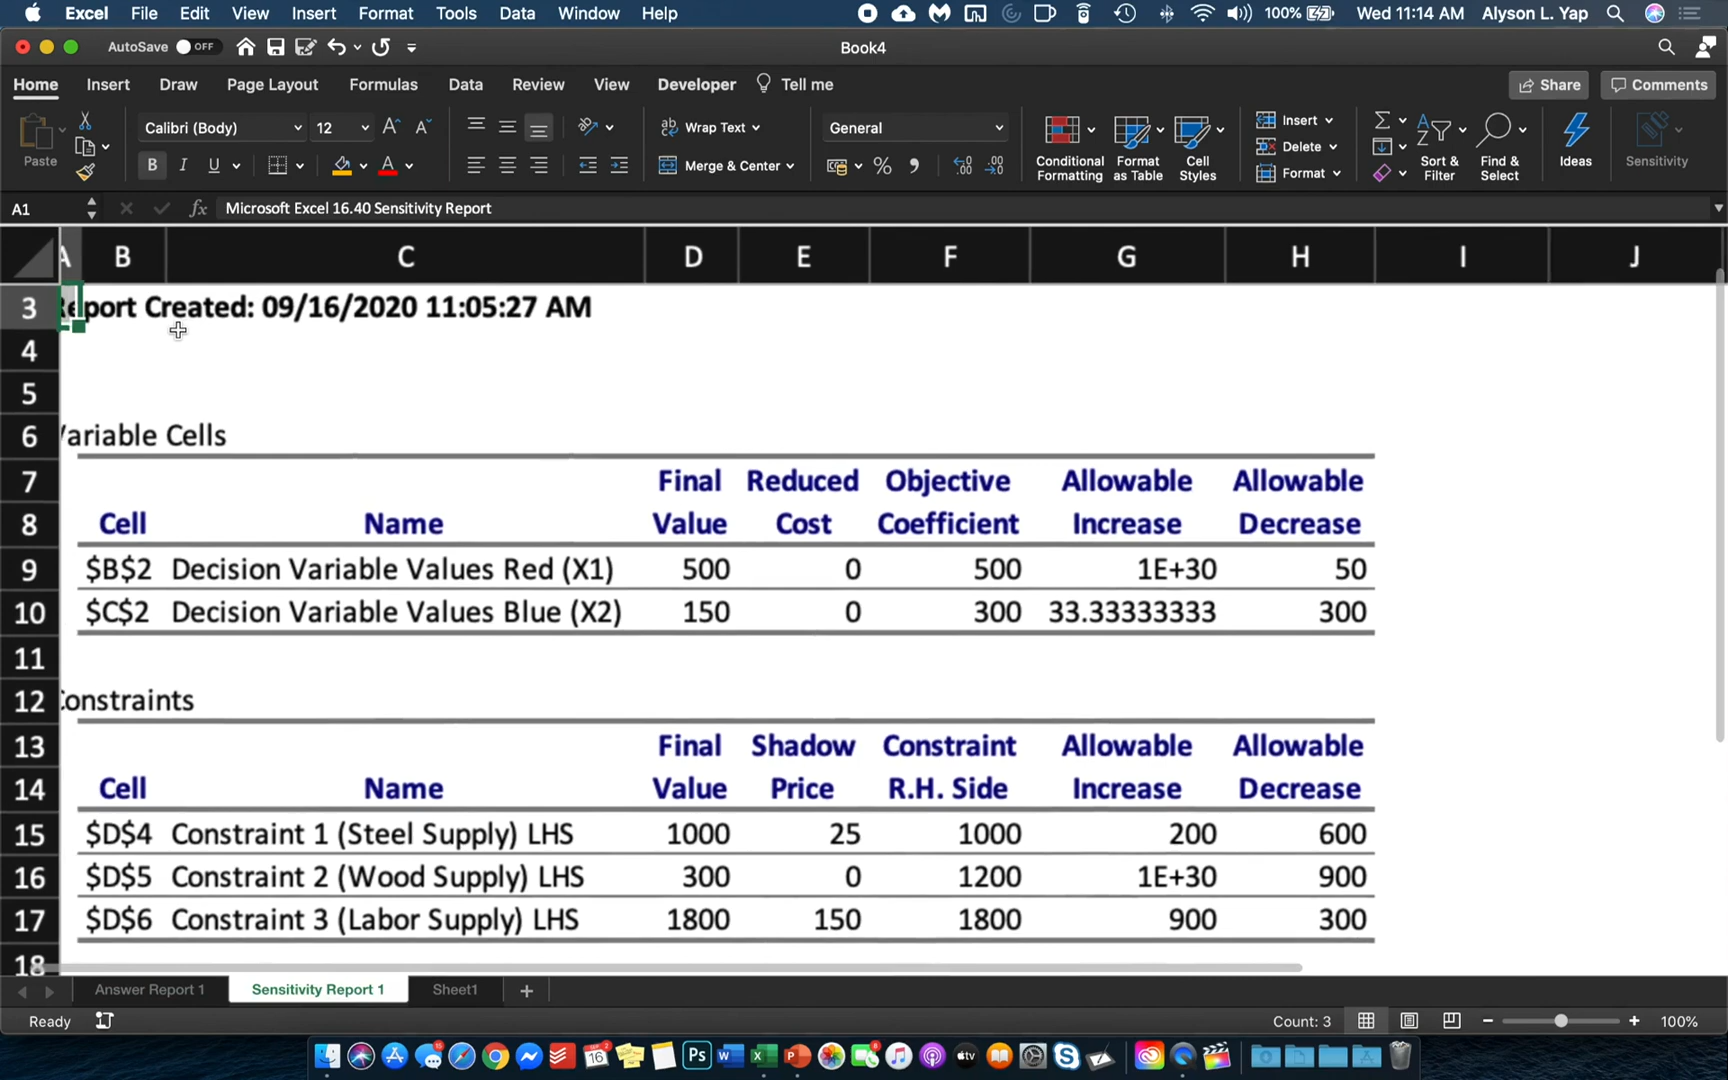 Excel File Edit View Insert Format Tools Data Window Help 100% Wed 11:14 AM Alyson L. Yap
AutoSave OFF Book4
Home Insert Draw Page Layout Formulas Data Review View Developer Tell me Share Comments
Paste Calibri (Body) 12 Wrap Text General Insert
B I U Merge & Center % Conditional Formatting Format as Table Cell Styles Delete Format Sort & Filter Find & Select Ideas Sensitivity
A1 fx Microsoft Excel 16.40 Sensitivity Report
A B C D E F G H I J
3 Report Created: 09/16/2020 11:05:27 AM
4
5
6 Variable Cells
7 Final Reduced Objective Allowable Allowable
8 Cell Name Value Cost Coefficient Increase Decrease
9 $B$2 Decision Variable Values Red (X1) 500 0 500 1E+30 50
10 $C$2 Decision Variable Values Blue (X2) 150 0 300 33.33333333 300
11
12 Constraints
13 Final Shadow Constraint Allowable Allowable
14 Cell Name Value Price R.H. Side Increase Decrease
15 $D$4 Constraint 1 (Steel Supply) LHS 1000 25 1000 200 600
16 $D$5 Constraint 2 (Wood Supply) LHS 300 0 1200 1E+30 900
17 $D$6 Constraint 3 (Labor Supply) LHS 1800 150 1800 900 300
18
Answer Report 1 Sensitivity Report 1 Sheet1
Ready Count: 3 100%